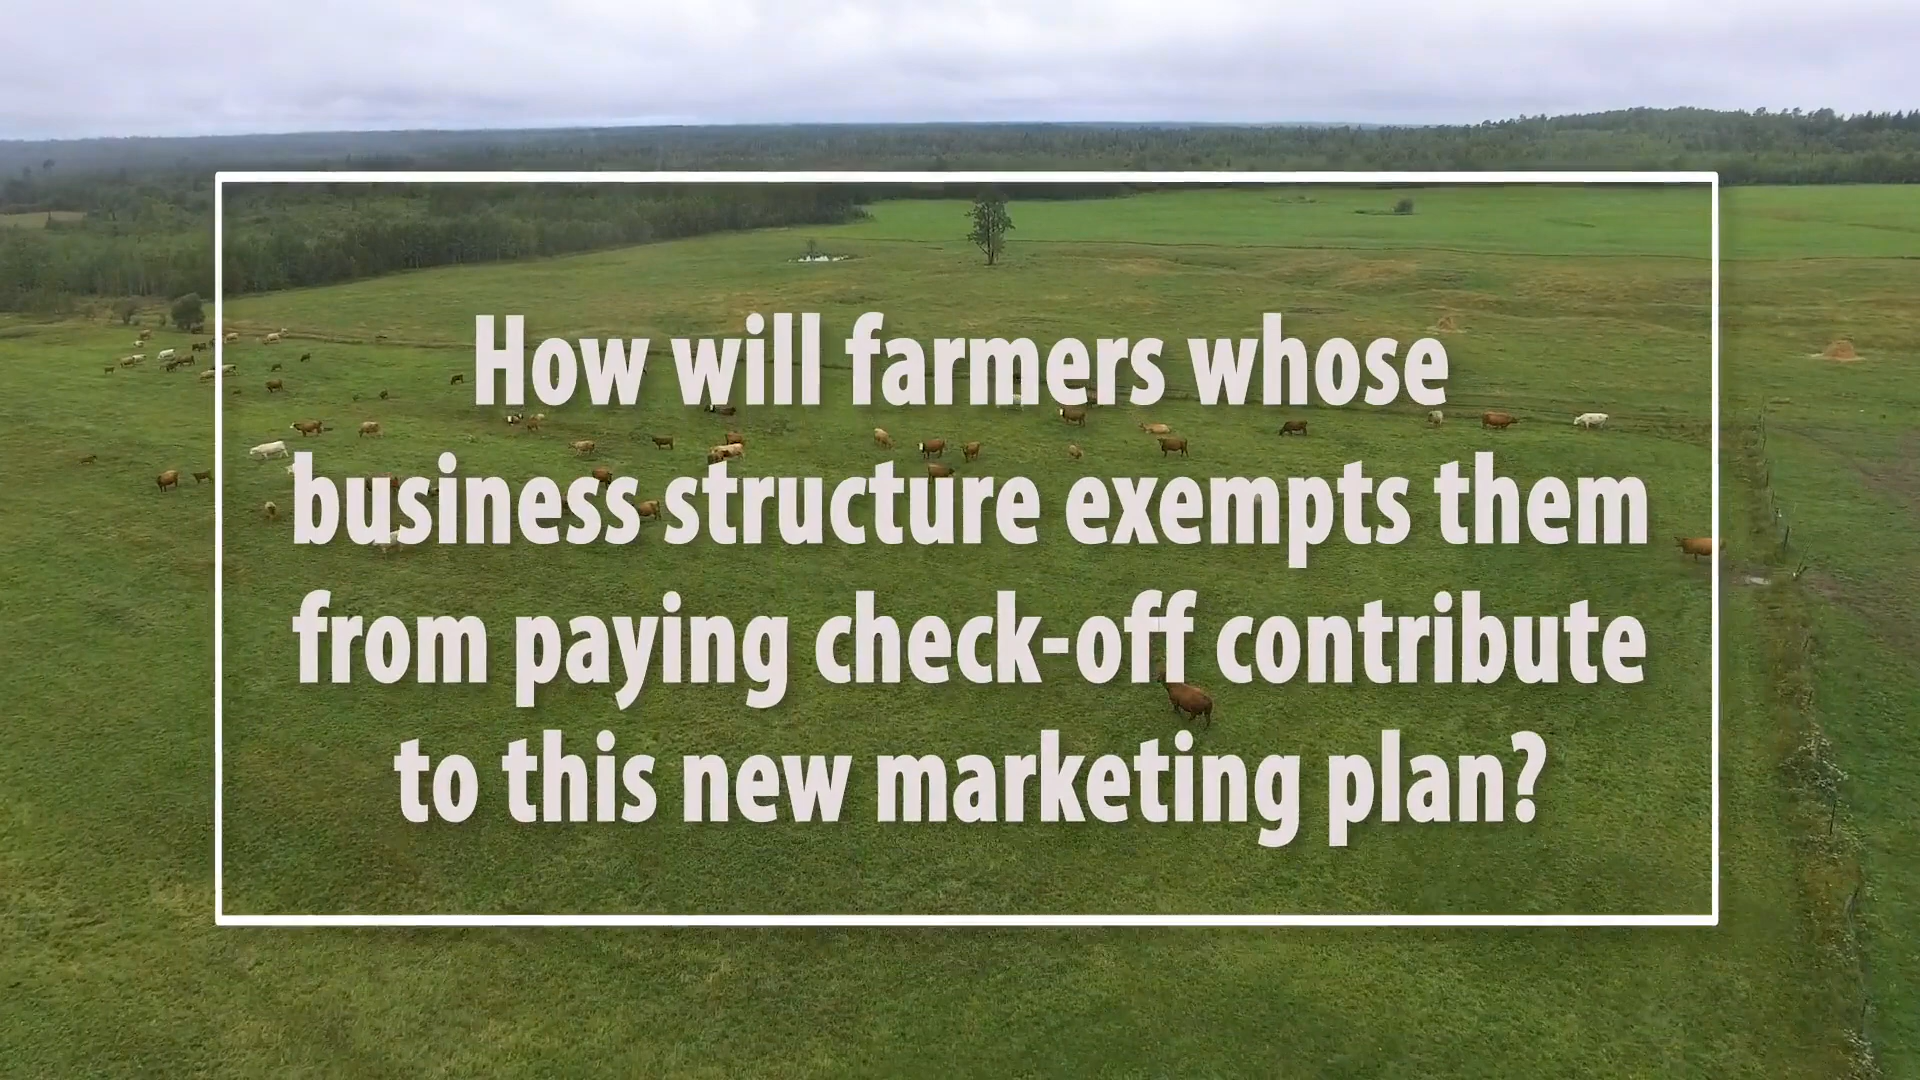 How will farmers whose
business structure exempts them
from paying check-off contribute
to this new marketing plan?